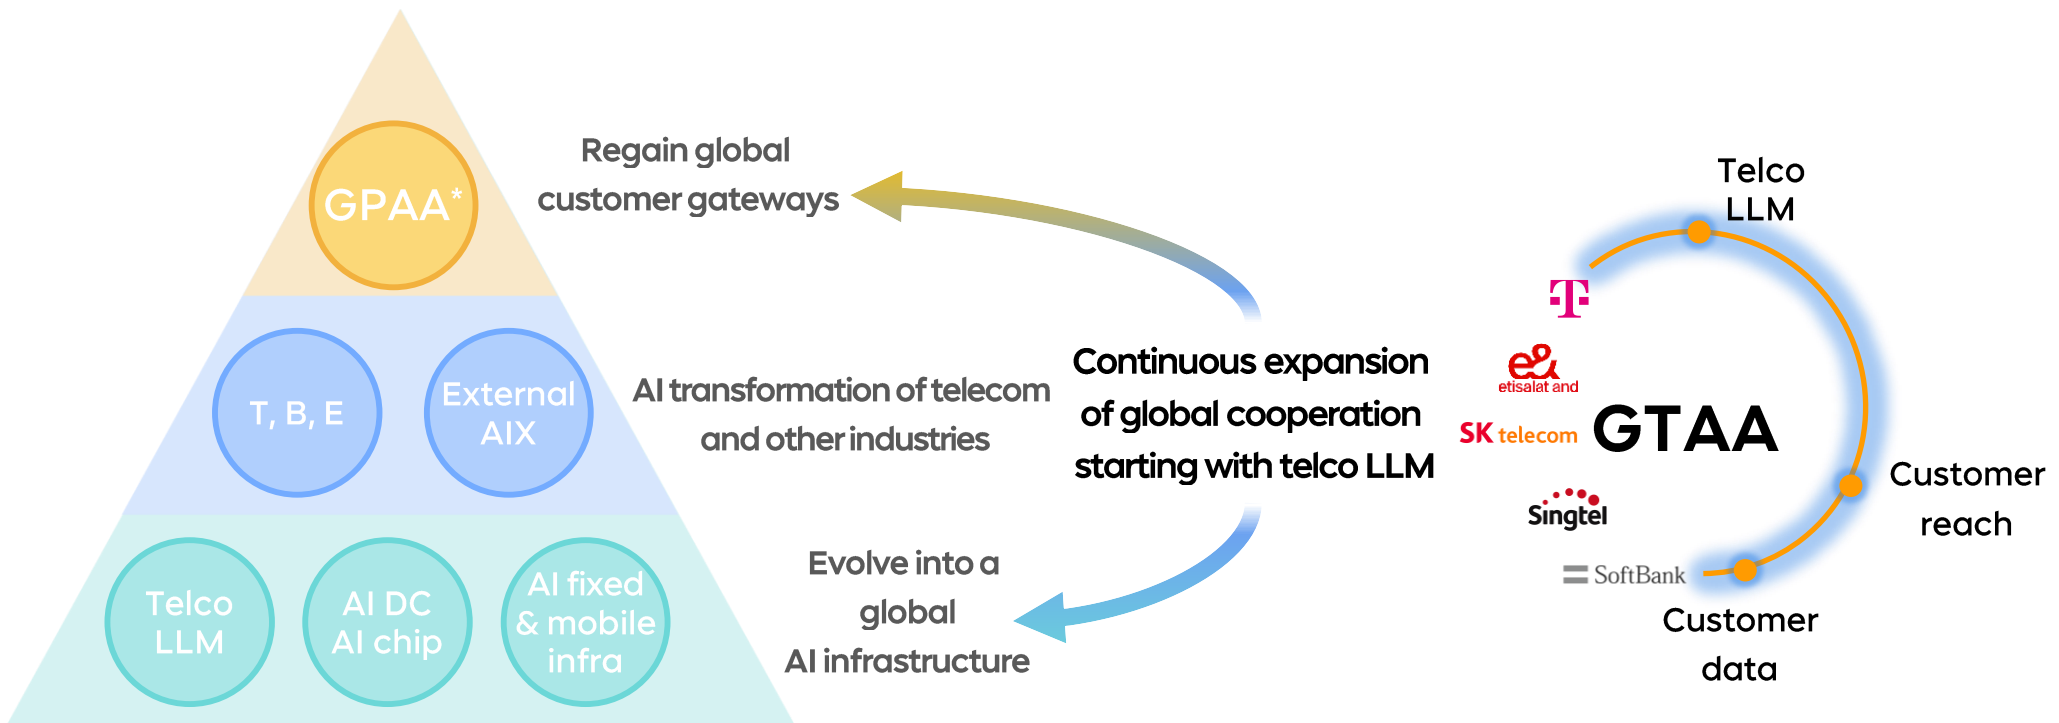 GPAA*
Regain global
customer gateways
T, B, E
External
AIX
AI transformation of telecom
and other industries
Telco
LLM
AI DC
AI chip
AI fixed
& mobile
infra
Evolve into a
global
AI infrastructure
Continuous expansion
of global cooperation
starting with telco LLM
T
e&
etisalat and
SK telecom
Singtel
SoftBank
GTAA
Telco
LLM
Customer
reach
Customer
data